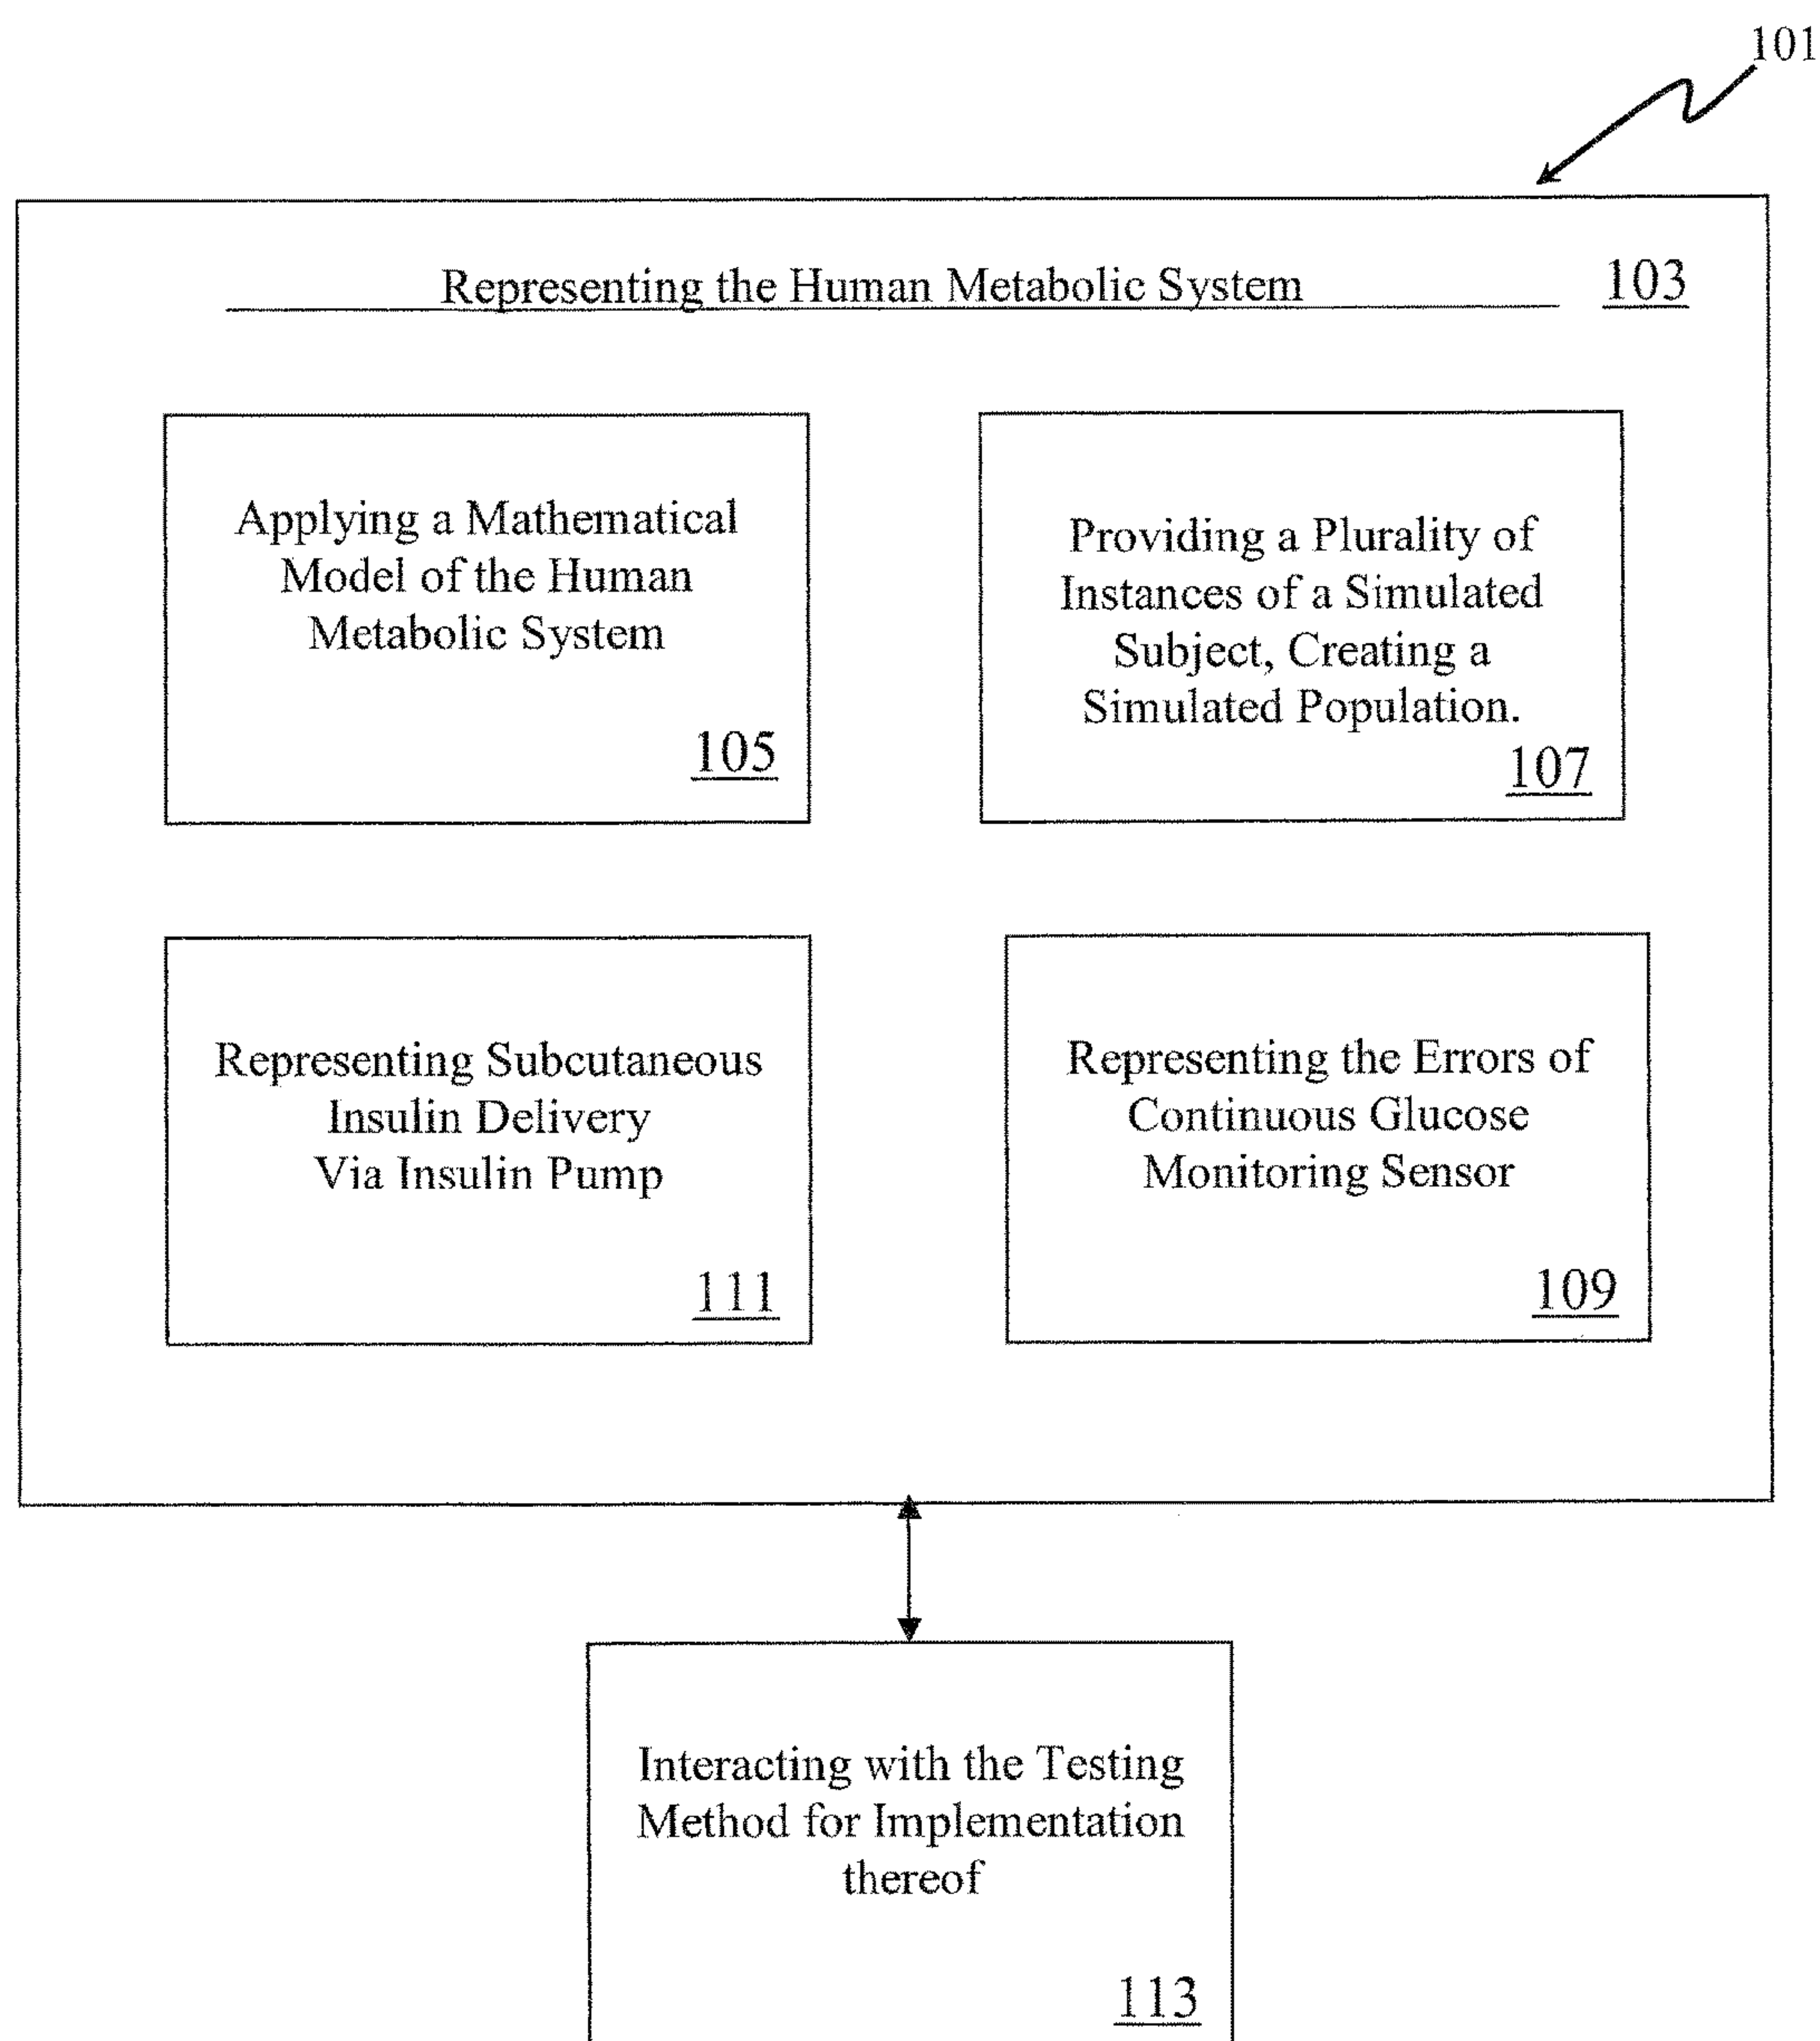 101
Representing the Human Metabolic System 103
Applying a Mathematical
Model of the Human
Metabolic System
105
Providing a Plurality of
Instances of a Simulated
Subject, Creating a
Simulated Population.
107
Representing Subcutaneous
Insulin Delivery
Via Insulin Pump
111
Representing the Errors of
Continuous Glucose
Monitoring Sensor
109
Interacting with the Testing
Method for Implementation
thereof
113